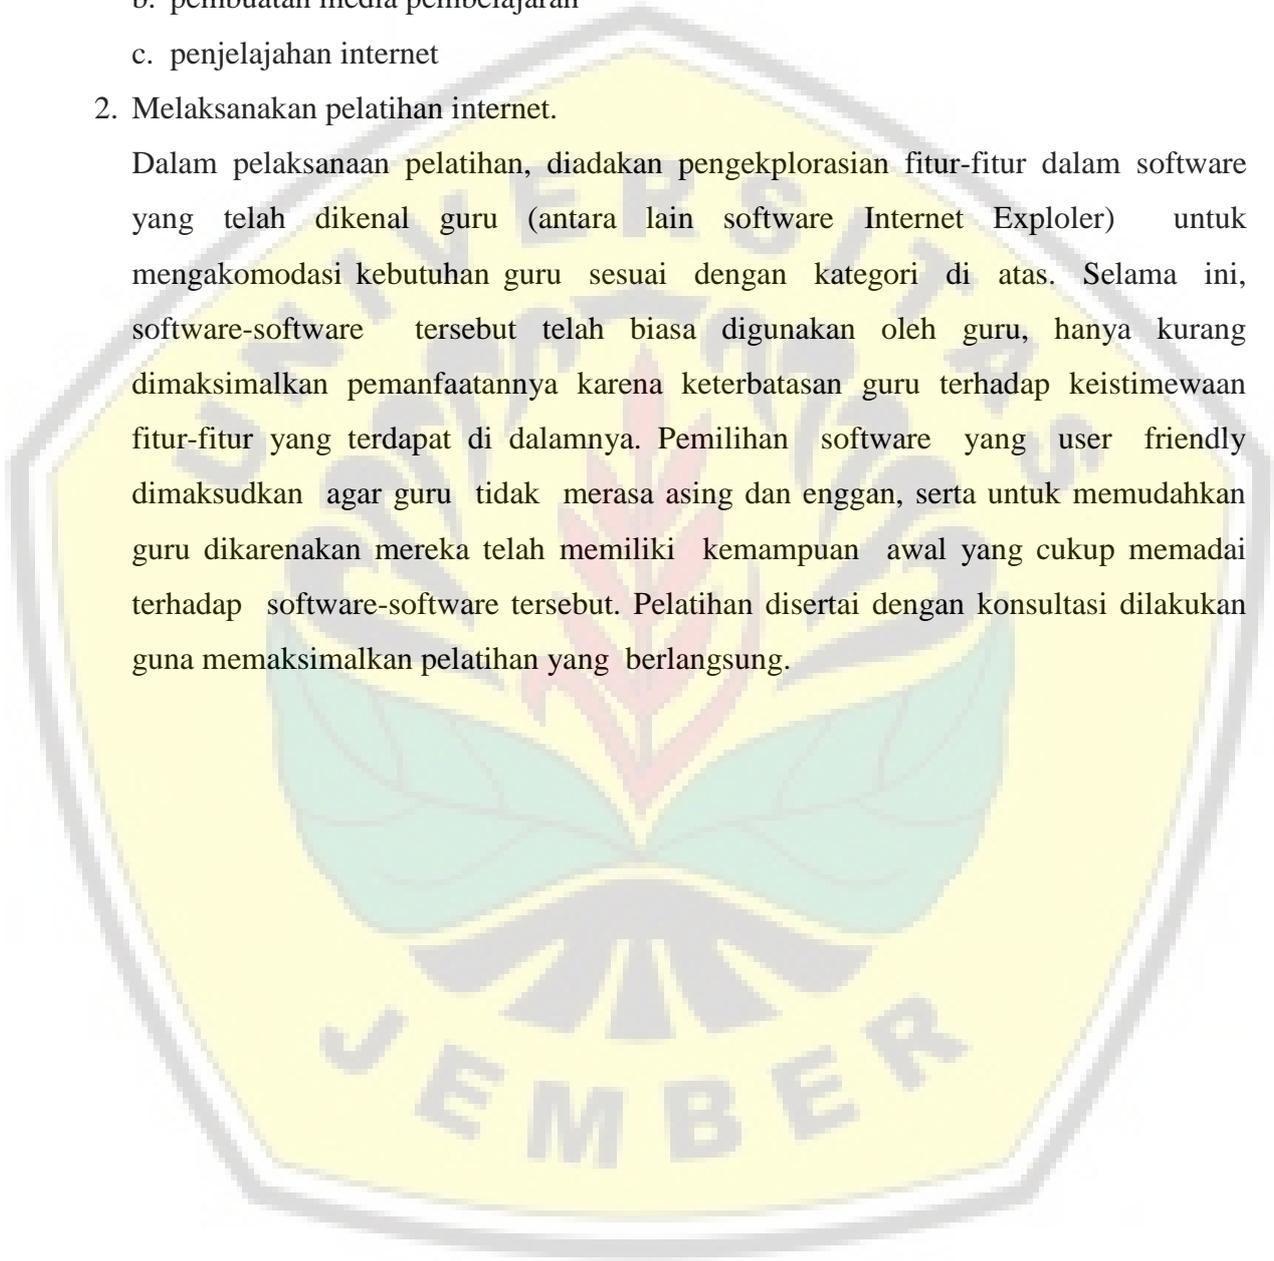 b. pembuatan media pembelajaran
c. penjelajahan internet
2. Melaksanakan pelatihan internet.
Dalam pelaksanaan pelatihan, diadakan pengekplorasian fitur-fitur dalam software
yang telah dikenal guru (antara lain software Internet Exploler) untuk
mengakomodasi kebutuhan guru sesuai dengan kategori di atas. Selama ini,
software-software tersebut telah biasa digunakan oleh guru, hanya kurang
dimaksimalkan pemanfaatannya karena keterbatasan guru terhadap keistimewaan
fitur-fitur yang terdapat di dalamnya. Pemilihan software yang user friendly
dimaksudkan agar guru tidak merasa asing dan enggan, serta untuk memudahkan
guru dikarenakan mereka telah memiliki kemampuan awal yang cukup memadai
terhadap software-software tersebut. Pelatihan disertai dengan konsultasi dilakukan
guna memaksimalkan pelatihan yang berlangsung.
UNIVERSITAS
JEMBER